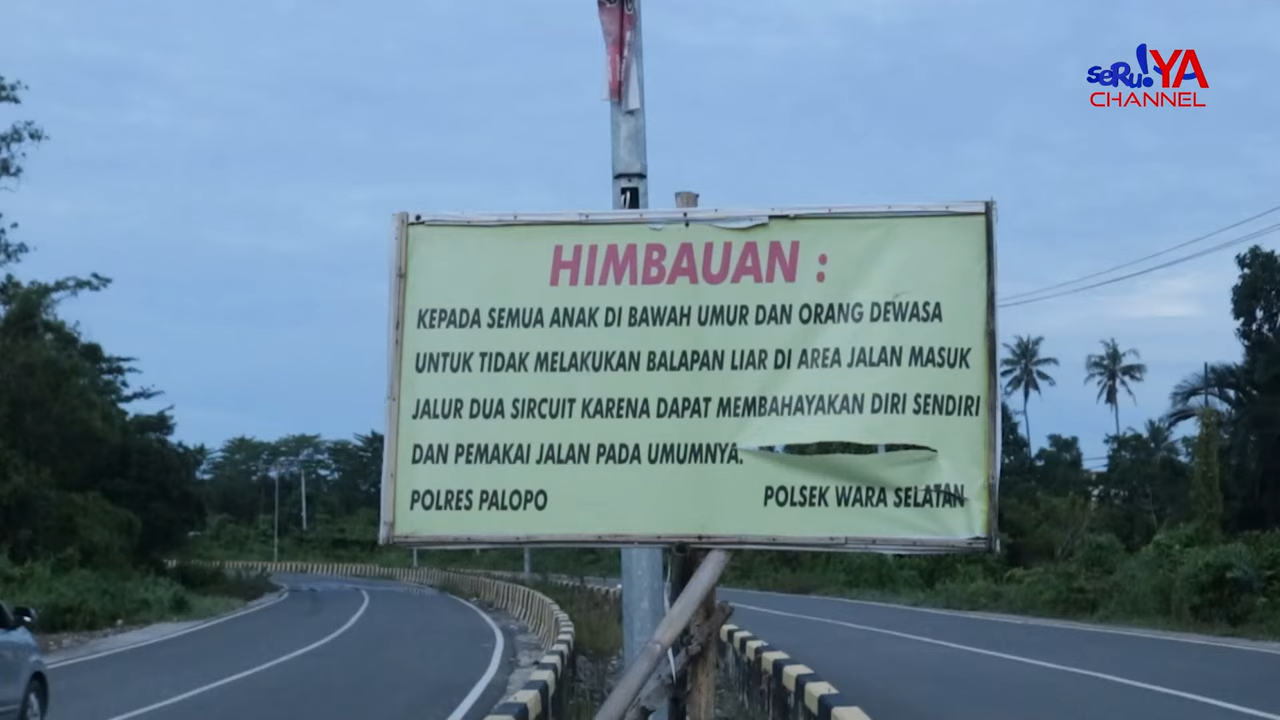 seRu!YA
CHANNEL
HIMBAUAN :
KEPADA SEMUA ANAK DI BAWAH UMUR DAN ORANG DEWASA
UNTUK TIDAK MELAKUKAN BALAPAN LIAR DI AREA JALAN MASUK
JALUR DUA SIRCUIT KARENA DAPAT MEMBAHAYAKAN DIRI SENDIRI
DAN PEMAKAI JALAN PADA UMUMNYA.
POLRES PALOPO POLSEK WARA SELATAN